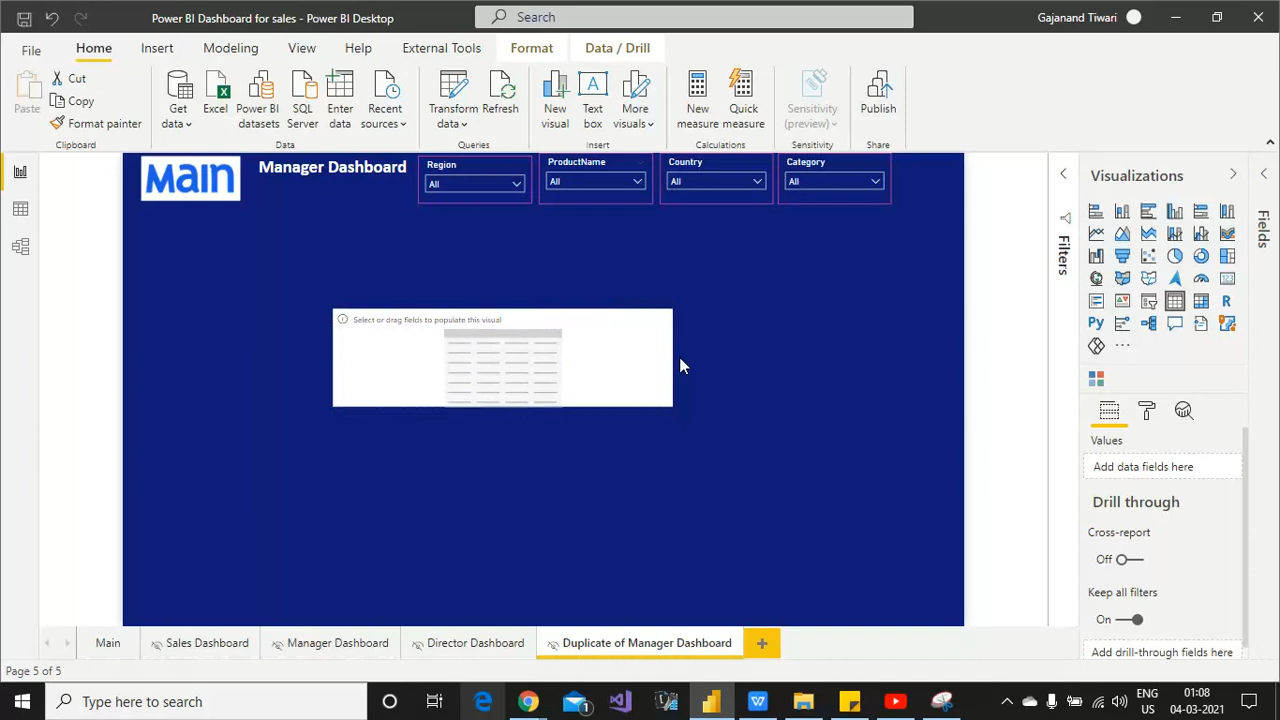 Power BI Dashboard for sales - Power BI Desktop
Search
Gajanand Tiwari
File
Home
Insert
Modeling
View
Help
External Tools
Format
Data / Drill
Paste
Cut
Copy
Format painter
Clipboard
Get data
Excel
Power BI datasets
SQL Server
Enter data
Recent sources
Data
Transform data
Refresh
Queries
New visual
Text box
More visuals
Insert
New measure
Quick measure
Calculations
Sensitivity (preview)
Sensitivity
Publish
Share
Main
Manager Dashboard
Region
All
ProductName
All
Country
All
Category
All
Select or drag fields to populate this visual
Filters
Visualizations
Fields
123
R
Py
Values
Add data fields here
Drill through
Cross-report
Off
Keep all filters
On
Add drill-through fields here
Main
Sales Dashboard
Manager Dashboard
Director Dashboard
Duplicate of Manager Dashboard
Page 5 of 5
Type here to search
1
ENG
US
01:08
04-03-2021